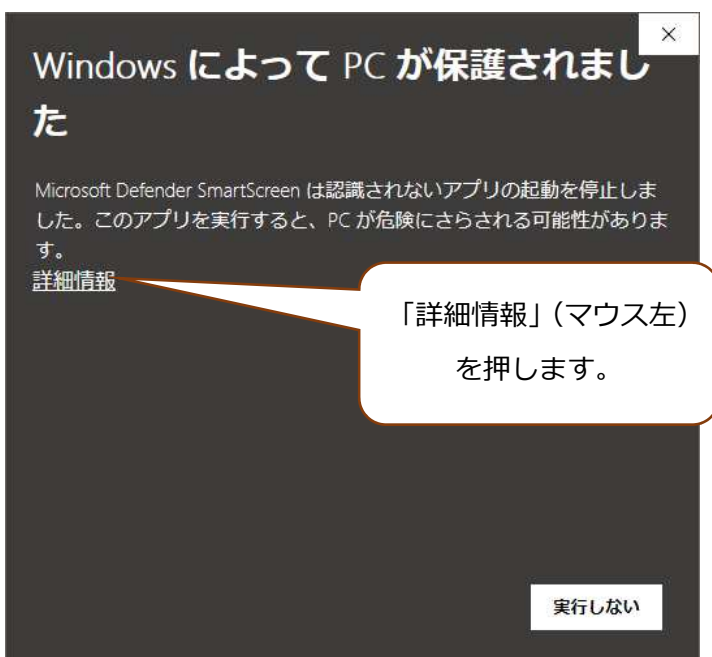 Windows によって PC が保護されまし
た
Microsoft Defender SmartScreen は認識されないアプリの起動を停止しま
した。このアプリを実行すると、PC が危険にさらされる可能性がありま
す。
詳細情報
「詳細情報」（マウス左）
を押します。
実行しない